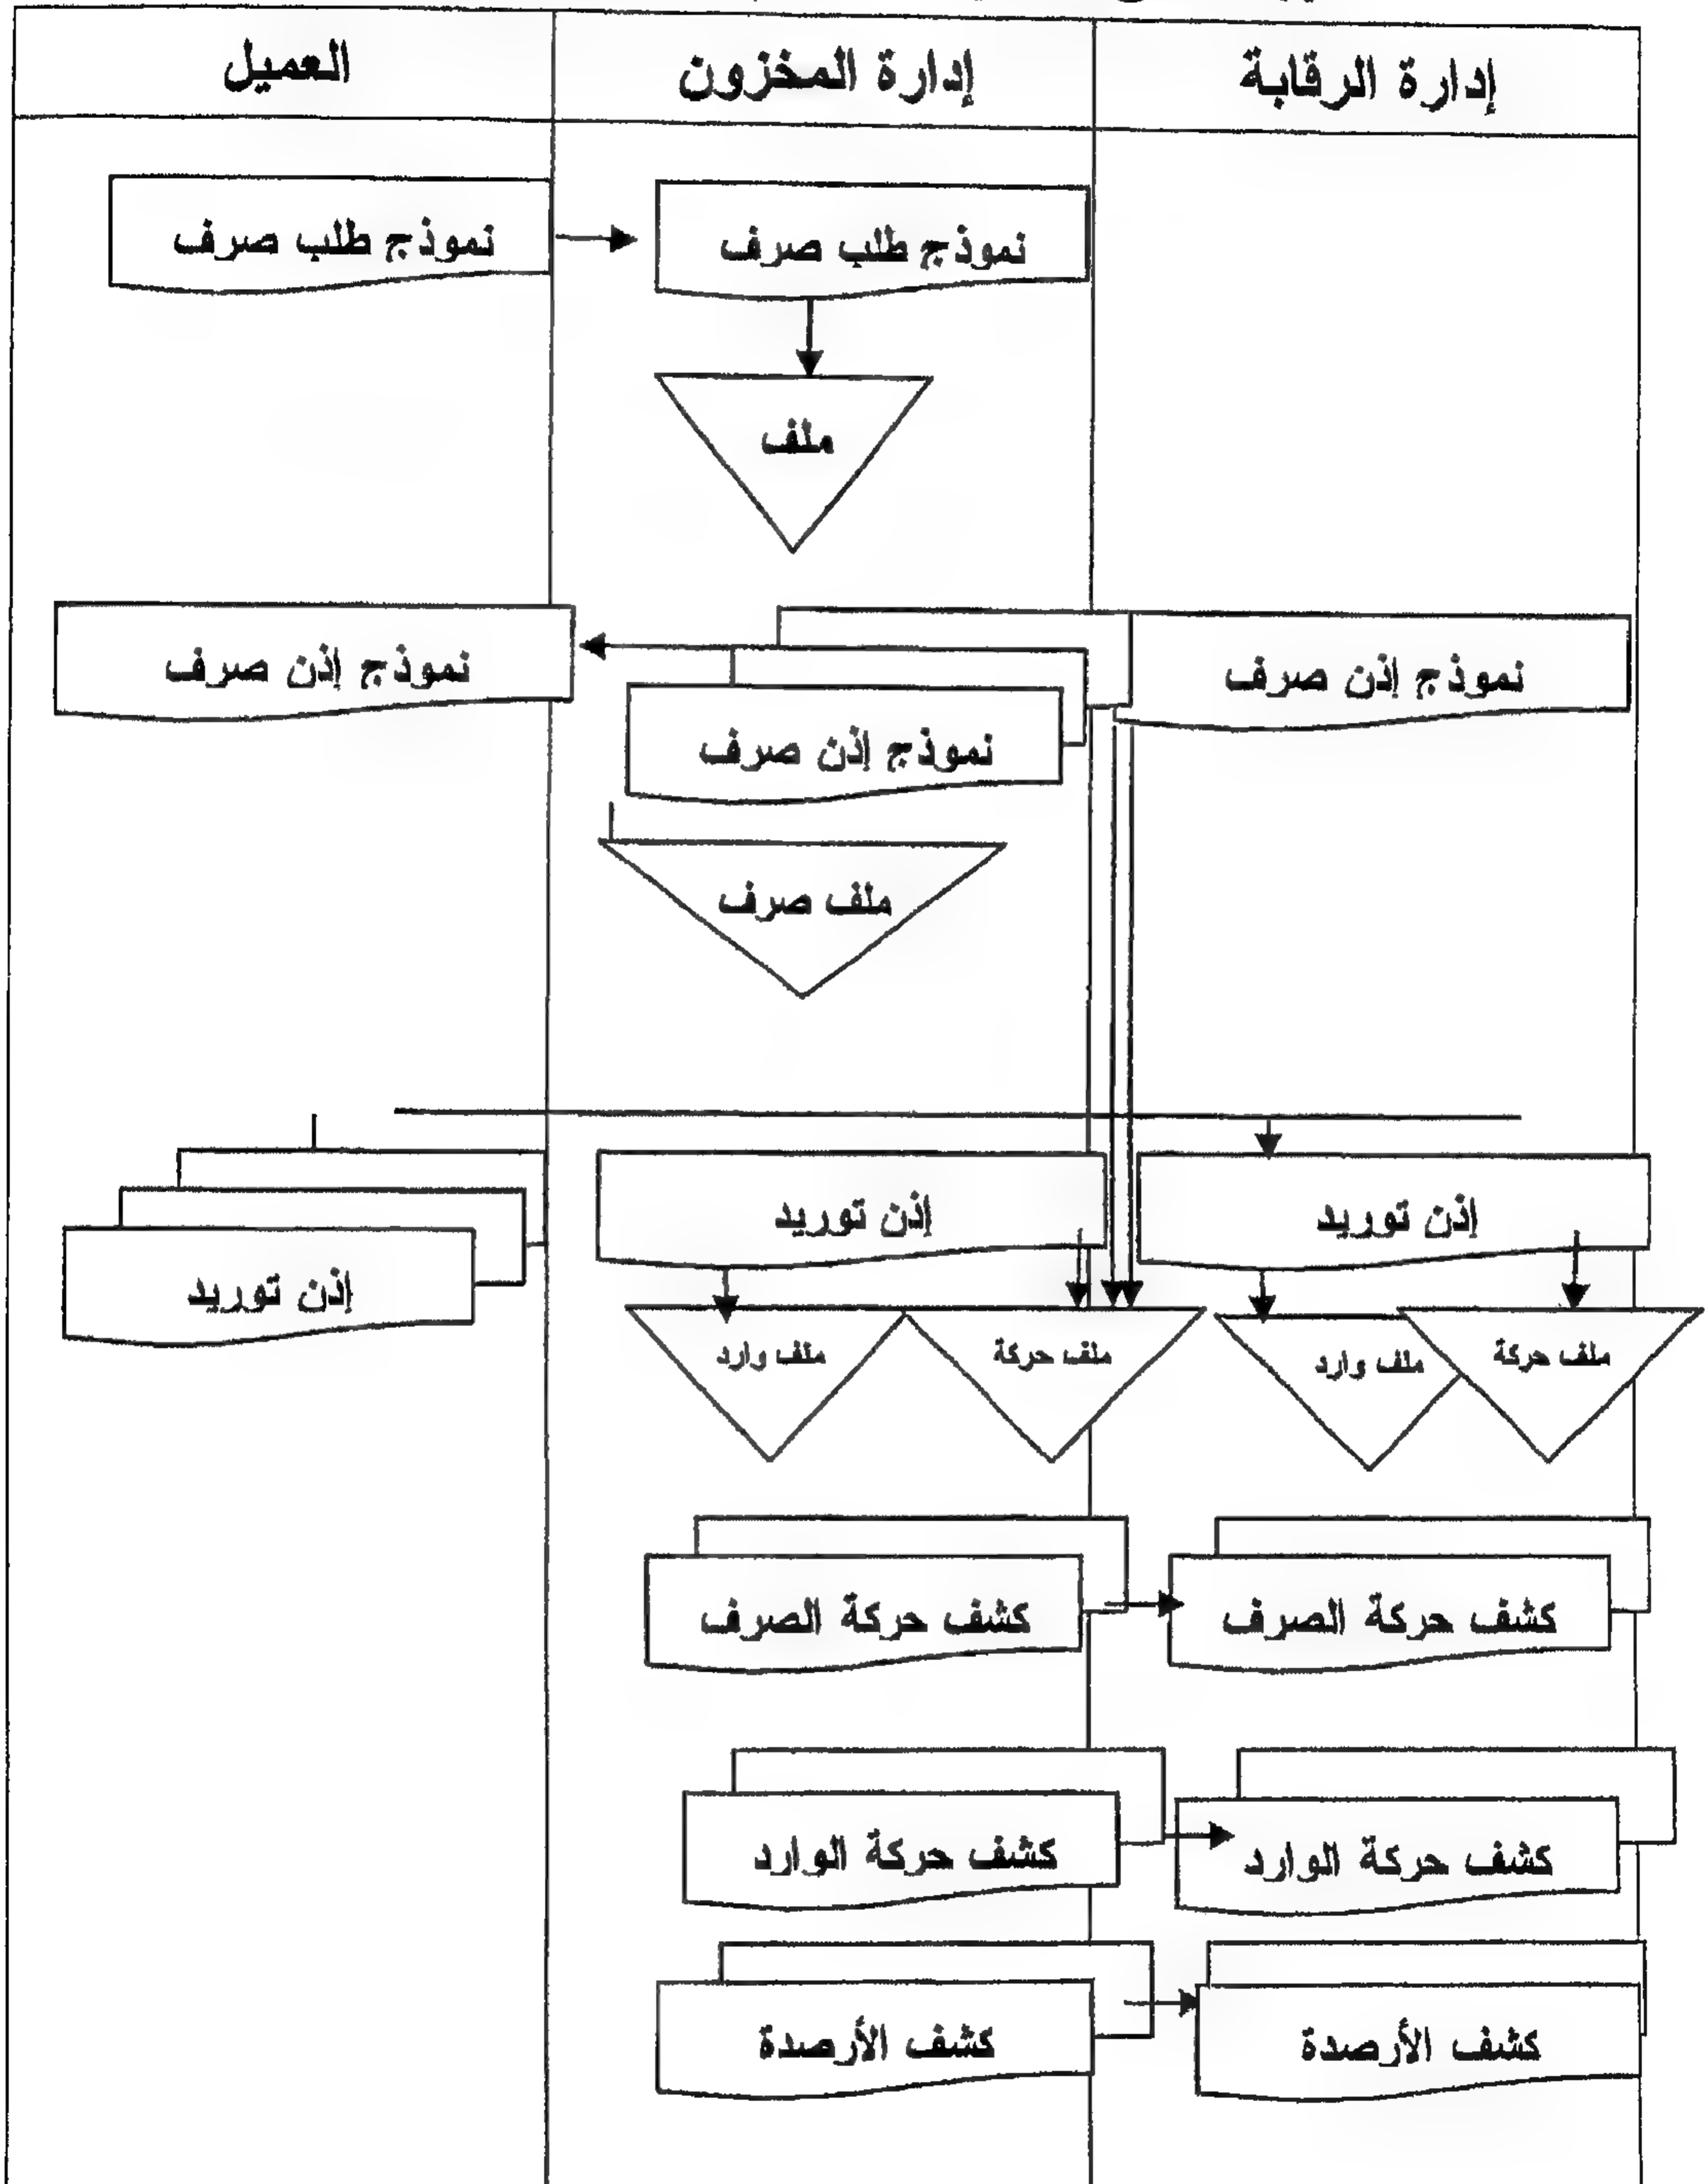 إدارة الرقابة
إدارة المخزون
العميل
نموذج طلب صرف
نموذج طلب صرف
ملف
نموذج إذن صرف
نموذج إذن صرف
نموذج إذن صرف
ملف صرف
إذن توريد
إذن توريد
إذن توريد
ملف حركة
ملف وارد
ملف حركة
ملف وارد
كشف حركة الصرف
كشف حركة الصرف
كشف حركة الوارد
كشف حركة الوارد
كشف الأرصدة
كشف الأرصدة